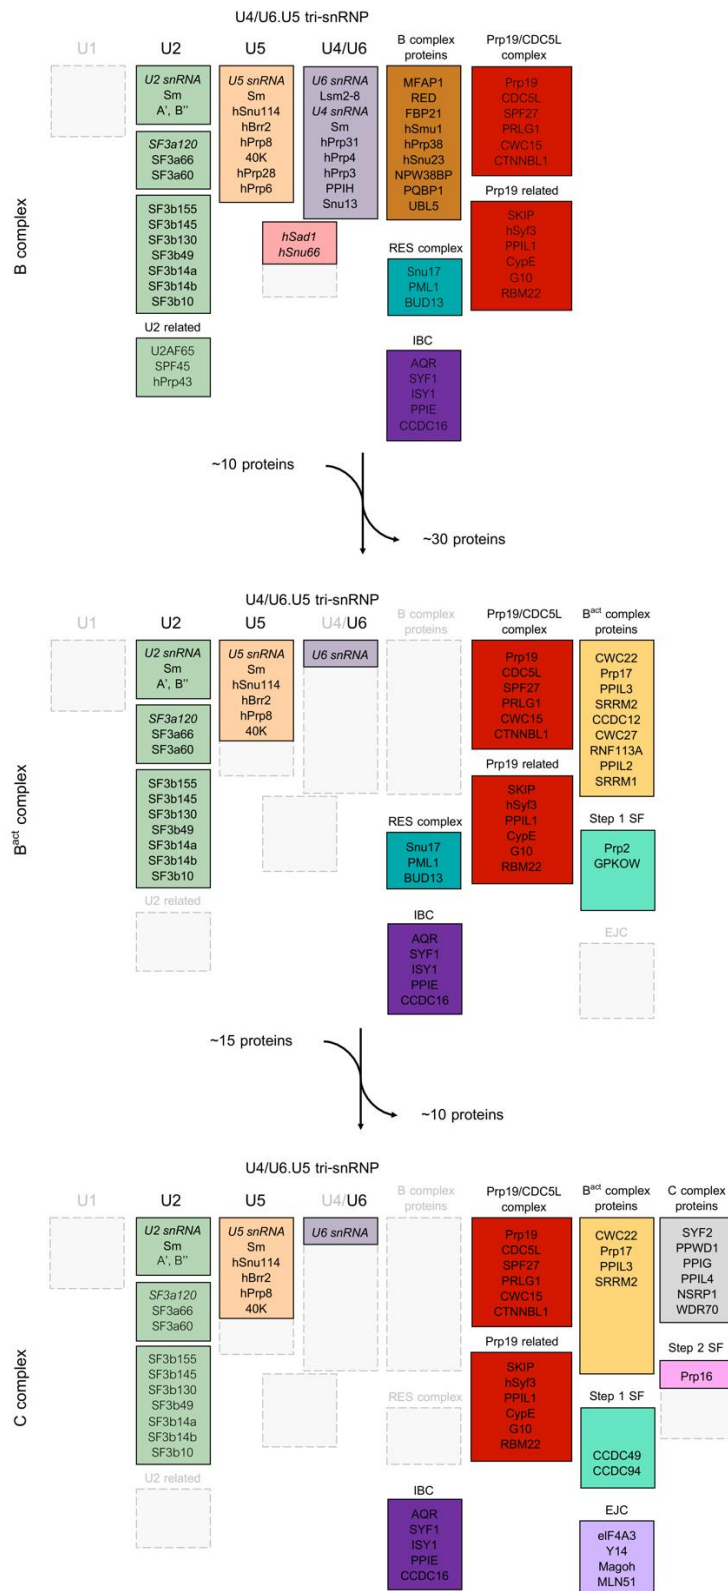 U4/U6.U5 tri-snRNP
U1
U2
U5
U4/U6
B complex
proteins
Prp19/CDC5L
complex
B complex
U2 snRNA
Sm
A', B''
SF3a120
SF3a66
SF3a60
SF3b155
SF3b145
SF3b130
SF3b49
SF3b14a
SF3b14b
SF3b10
U2 related
U2AF65
SPF45
hPrp43
U5 snRNA
Sm
hSnu114
hBrr2
hPrp8
40K
hPrp28
hPrp6
U6 snRNA
Lsm2-8
U4 snRNA
Sm
hPrp31
hPrp4
hPrp3
PPIH
Snu13
hSad1
hSnu66
MFAP1
RED
FBP21
hSmu1
hPrp38
hSnu23
NPW38BP
PQBP1
UBL5
RES complex
Snu17
PML1
BUD13
IBC
AQR
SYF1
ISY1
PPIE
CCDC16
Prp19
CDC5L
SPF27
PRLG1
CWC15
CTNNBL1
Prp19 related
SKIP
hSyf3
PPIL1
CypE
G10
RBM22
~10 proteins
~30 proteins
U4/U6.U5 tri-snRNP
U1
U2
U5
U4/U6
B complex
proteins
Prp19/CDC5L
complex
Bact complex
proteins
Bact complex
U2 snRNA
Sm
A', B''
SF3a120
SF3a66
SF3a60
SF3b155
SF3b145
SF3b130
SF3b49
SF3b14a
SF3b14b
SF3b10
U2 related
U5 snRNA
Sm
hSnu114
hBrr2
hPrp8
40K
U6 snRNA
RES complex
Snu17
PML1
BUD13
IBC
AQR
SYF1
ISY1
PPIE
CCDC16
Prp19
CDC5L
SPF27
PRLG1
CWC15
CTNNBL1
Prp19 related
SKIP
hSyf3
PPIL1
CypE
G10
RBM22
CWC22
Prp17
PPIL3
SRRM2
CCDC12
CWC27
RNF113A
PPIL2
SRRM1
Step 1 SF
Prp2
GPKOW
EJC
~15 proteins
~10 proteins
U4/U6.U5 tri-snRNP
U1
U2
U5
U4/U6
B complex
proteins
Prp19/CDC5L
complex
Bact complex
proteins
C complex
proteins
C complex
U2 snRNA
Sm
A', B''
SF3a120
SF3a66
SF3a60
SF3b155
SF3b145
SF3b130
SF3b49
SF3b14a
SF3b14b
SF3b10
U2 related
U5 snRNA
Sm
hSnu114
hBrr2
hPrp8
40K
U6 snRNA
RES complex
IBC
AQR
SYF1
ISY1
PPIE
CCDC16
Prp19
CDC5L
SPF27
PRLG1
CWC15
CTNNBL1
Prp19 related
SKIP
hSyf3
PPIL1
CypE
G10
RBM22
CWC22
Prp17
PPIL3
SRRM2
Step 1 SF
CCDC49
CCDC94
EJC
eIF4A3
Y14
Magoh
MLN51
SYF2
PPWD1
PPIG
PPIL4
NSRP1
WDR70
Step 2 SF
Prp16